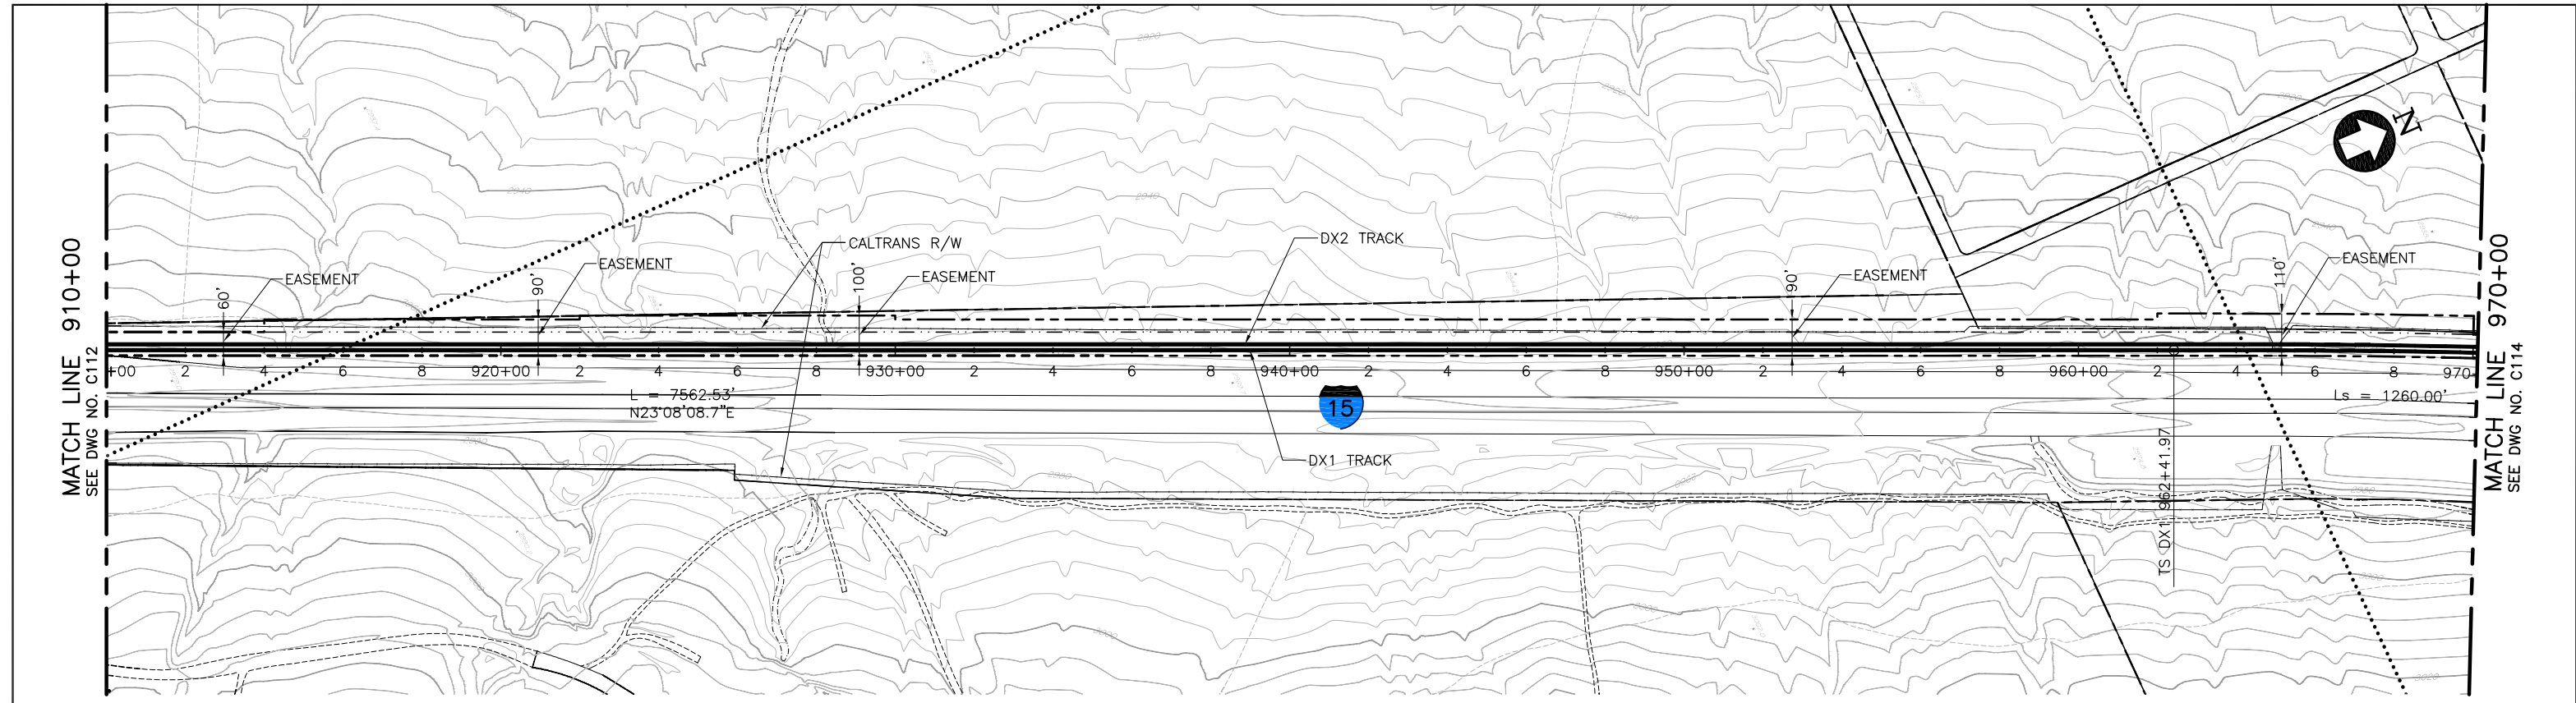 MATCH LINE 910+00
SEE DWG NO. C112
60'
EASEMENT
90'
EASEMENT
CALTRANS R/W
100'
EASEMENT
DX2 TRACK
90'
EASEMENT
110'
EASEMENT
N
+00 2 4 6 8 920+00 2 4 6 8 930+00 2 4 6 8 940+00 2 4 6 8 950+00 2 4 6 8 960+00 2 4 6 8 970
L = 7562.53'
N23°08'08.7"E
15
DX1 TRACK
TS DX1 962+41.97
Ls = 1260.00'
MATCH LINE 970+00
SEE DWG NO. C114
2920
2940
2940
2940